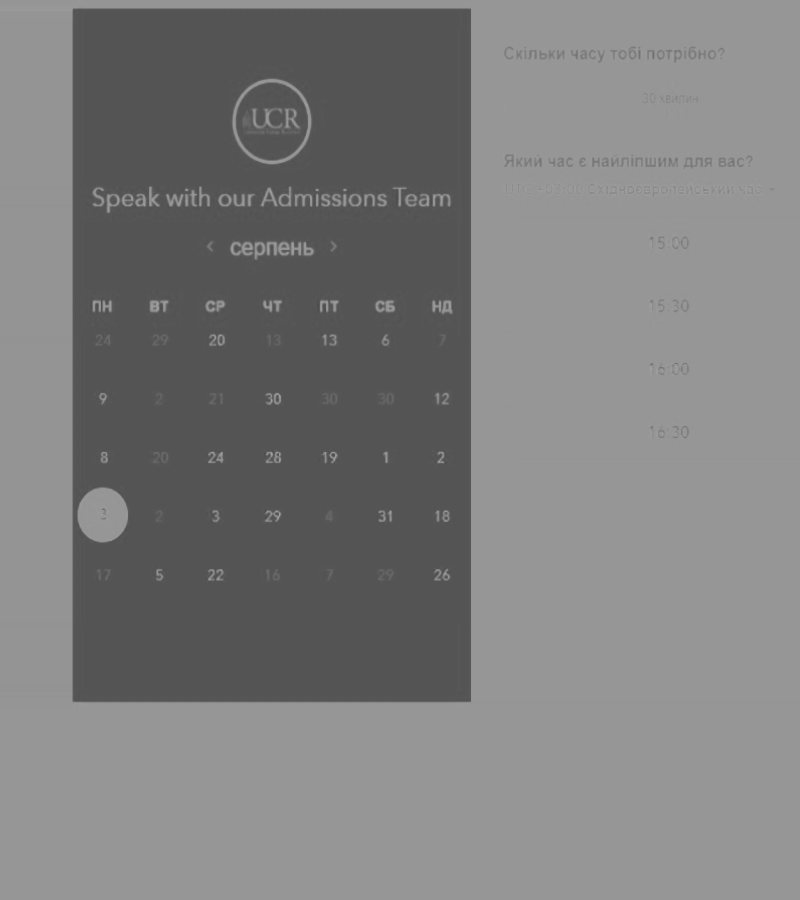 UCR
Speak with our Admissions Team
‹ серпень ›
ПН ВТ СР ЧТ ПТ СБ НД
24 29 20 13 13 6 7
9 2 21 30 30 30 12
8 20 24 28 19 1 2
3 2 3 29 4 31 18
17 5 22 16 7 29 26
Скільки часу тобі потрібно?
30 хвилин
Який час є найліпшим для вас?
UTC +03:00 Східноєвропейський час
15:00
15:30
16:00
16:30